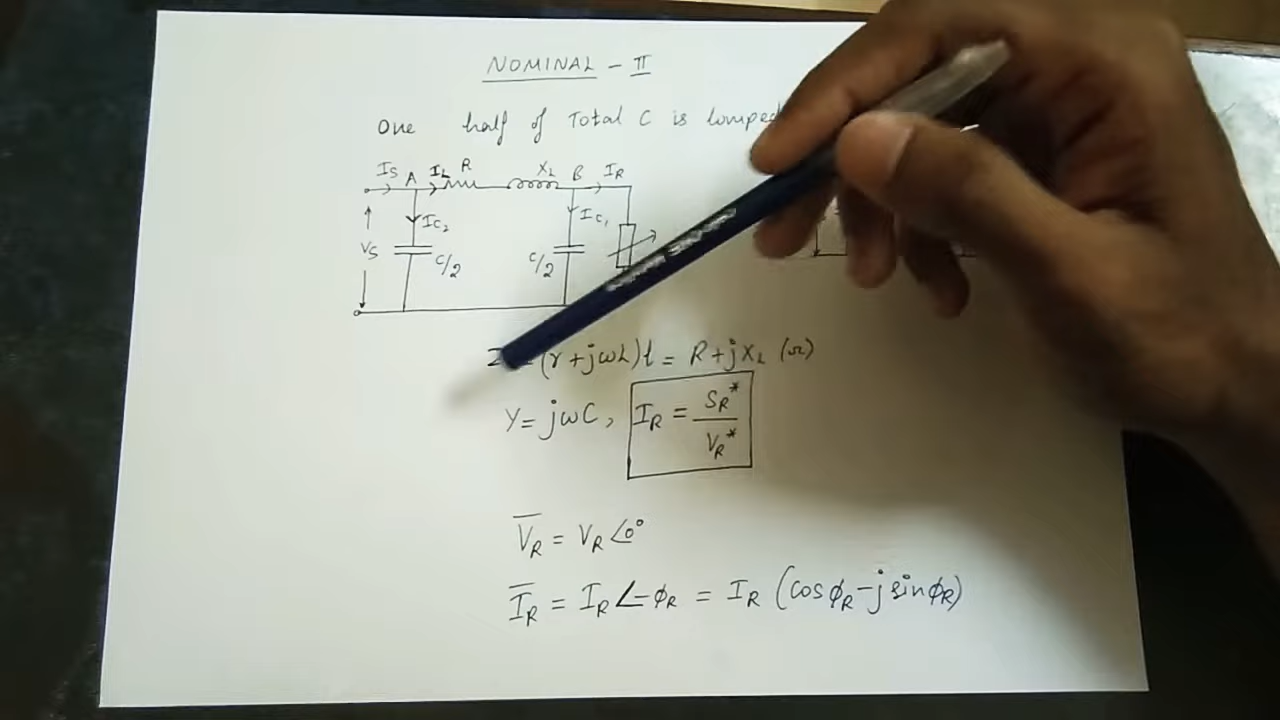 NOMINAL - II
One half of Total C is lumped
IS A IL R XL B IR
IC2 IC1
VS C/2 C/2
(r+jωL)l = R+jXL (Ω)
Y = jωC, IR = SR*/VR*
V̅R = VR∠0°
I̅R = IR∠-ϕR = IR (cosϕR-j sinϕR)